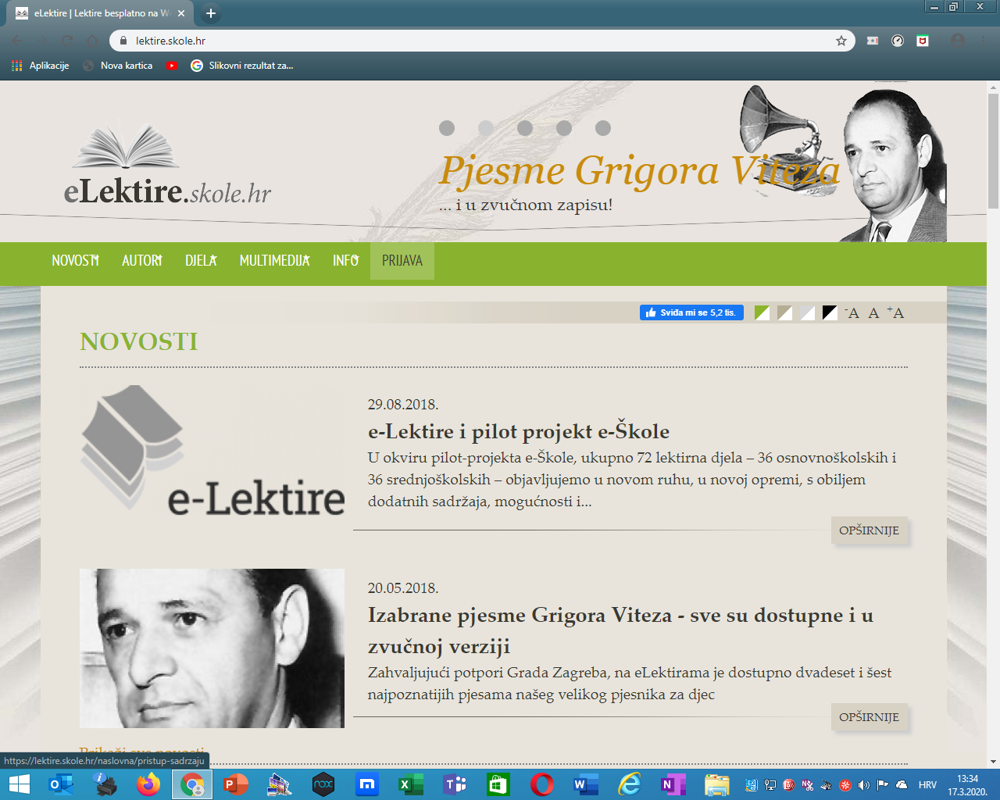 eLektire | Lektire besplatno na W
lektire.skole.hr
Aplikacije
Nova kartica
Slikovni rezultat za...
eLektire.skole.hr
Pjesme Grigora Viteza
... i u zvučnom zapisu!
NOVOSTI AUTORI DJELA MULTIMEDIJA INFO PRIJAVA
Sviđa mi se 5,2 tis.
-A A +A
NOVOSTI
e-Lektire
29.08.2018.
e-Lektire i pilot projekt e-Škole
U okviru pilot-projekta e-Škole, ukupno 72 lektirna djela – 36 osnovnoškolskih i
36 srednjoškolskih – objavljujemo u novom ruhu, u novoj opremi, s obiljem
dodatnih sadržaja, mogućnosti i...
OPŠIRNIJE
20.05.2018.
Izabrane pjesme Grigora Viteza - sve su dostupne i u
zvučnoj verziji
Zahvaljujući potpori Grada Zagreba, na eLektirama je dostupno dvadeset i šest
najpoznatijih pjesama našeg velikog pjesnika za djec
OPŠIRNIJE
Prikaži sve novosti
https://lektire.skole.hr/naslovna/pristup-sadrzaju
HRV
13:34
17.3.2020.